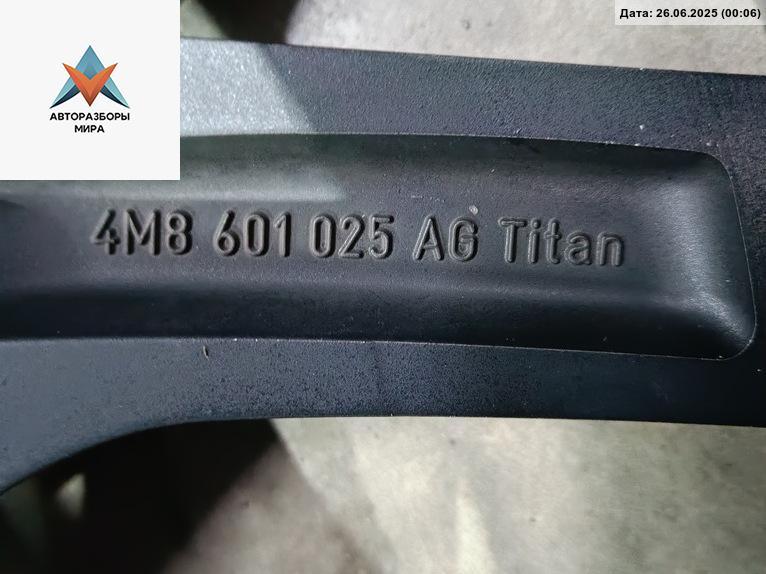 Дата: 26.06.2025 (00:06)
АВТОРАЗБОРЫ
МИРА
4M8 601 025 AG Titan